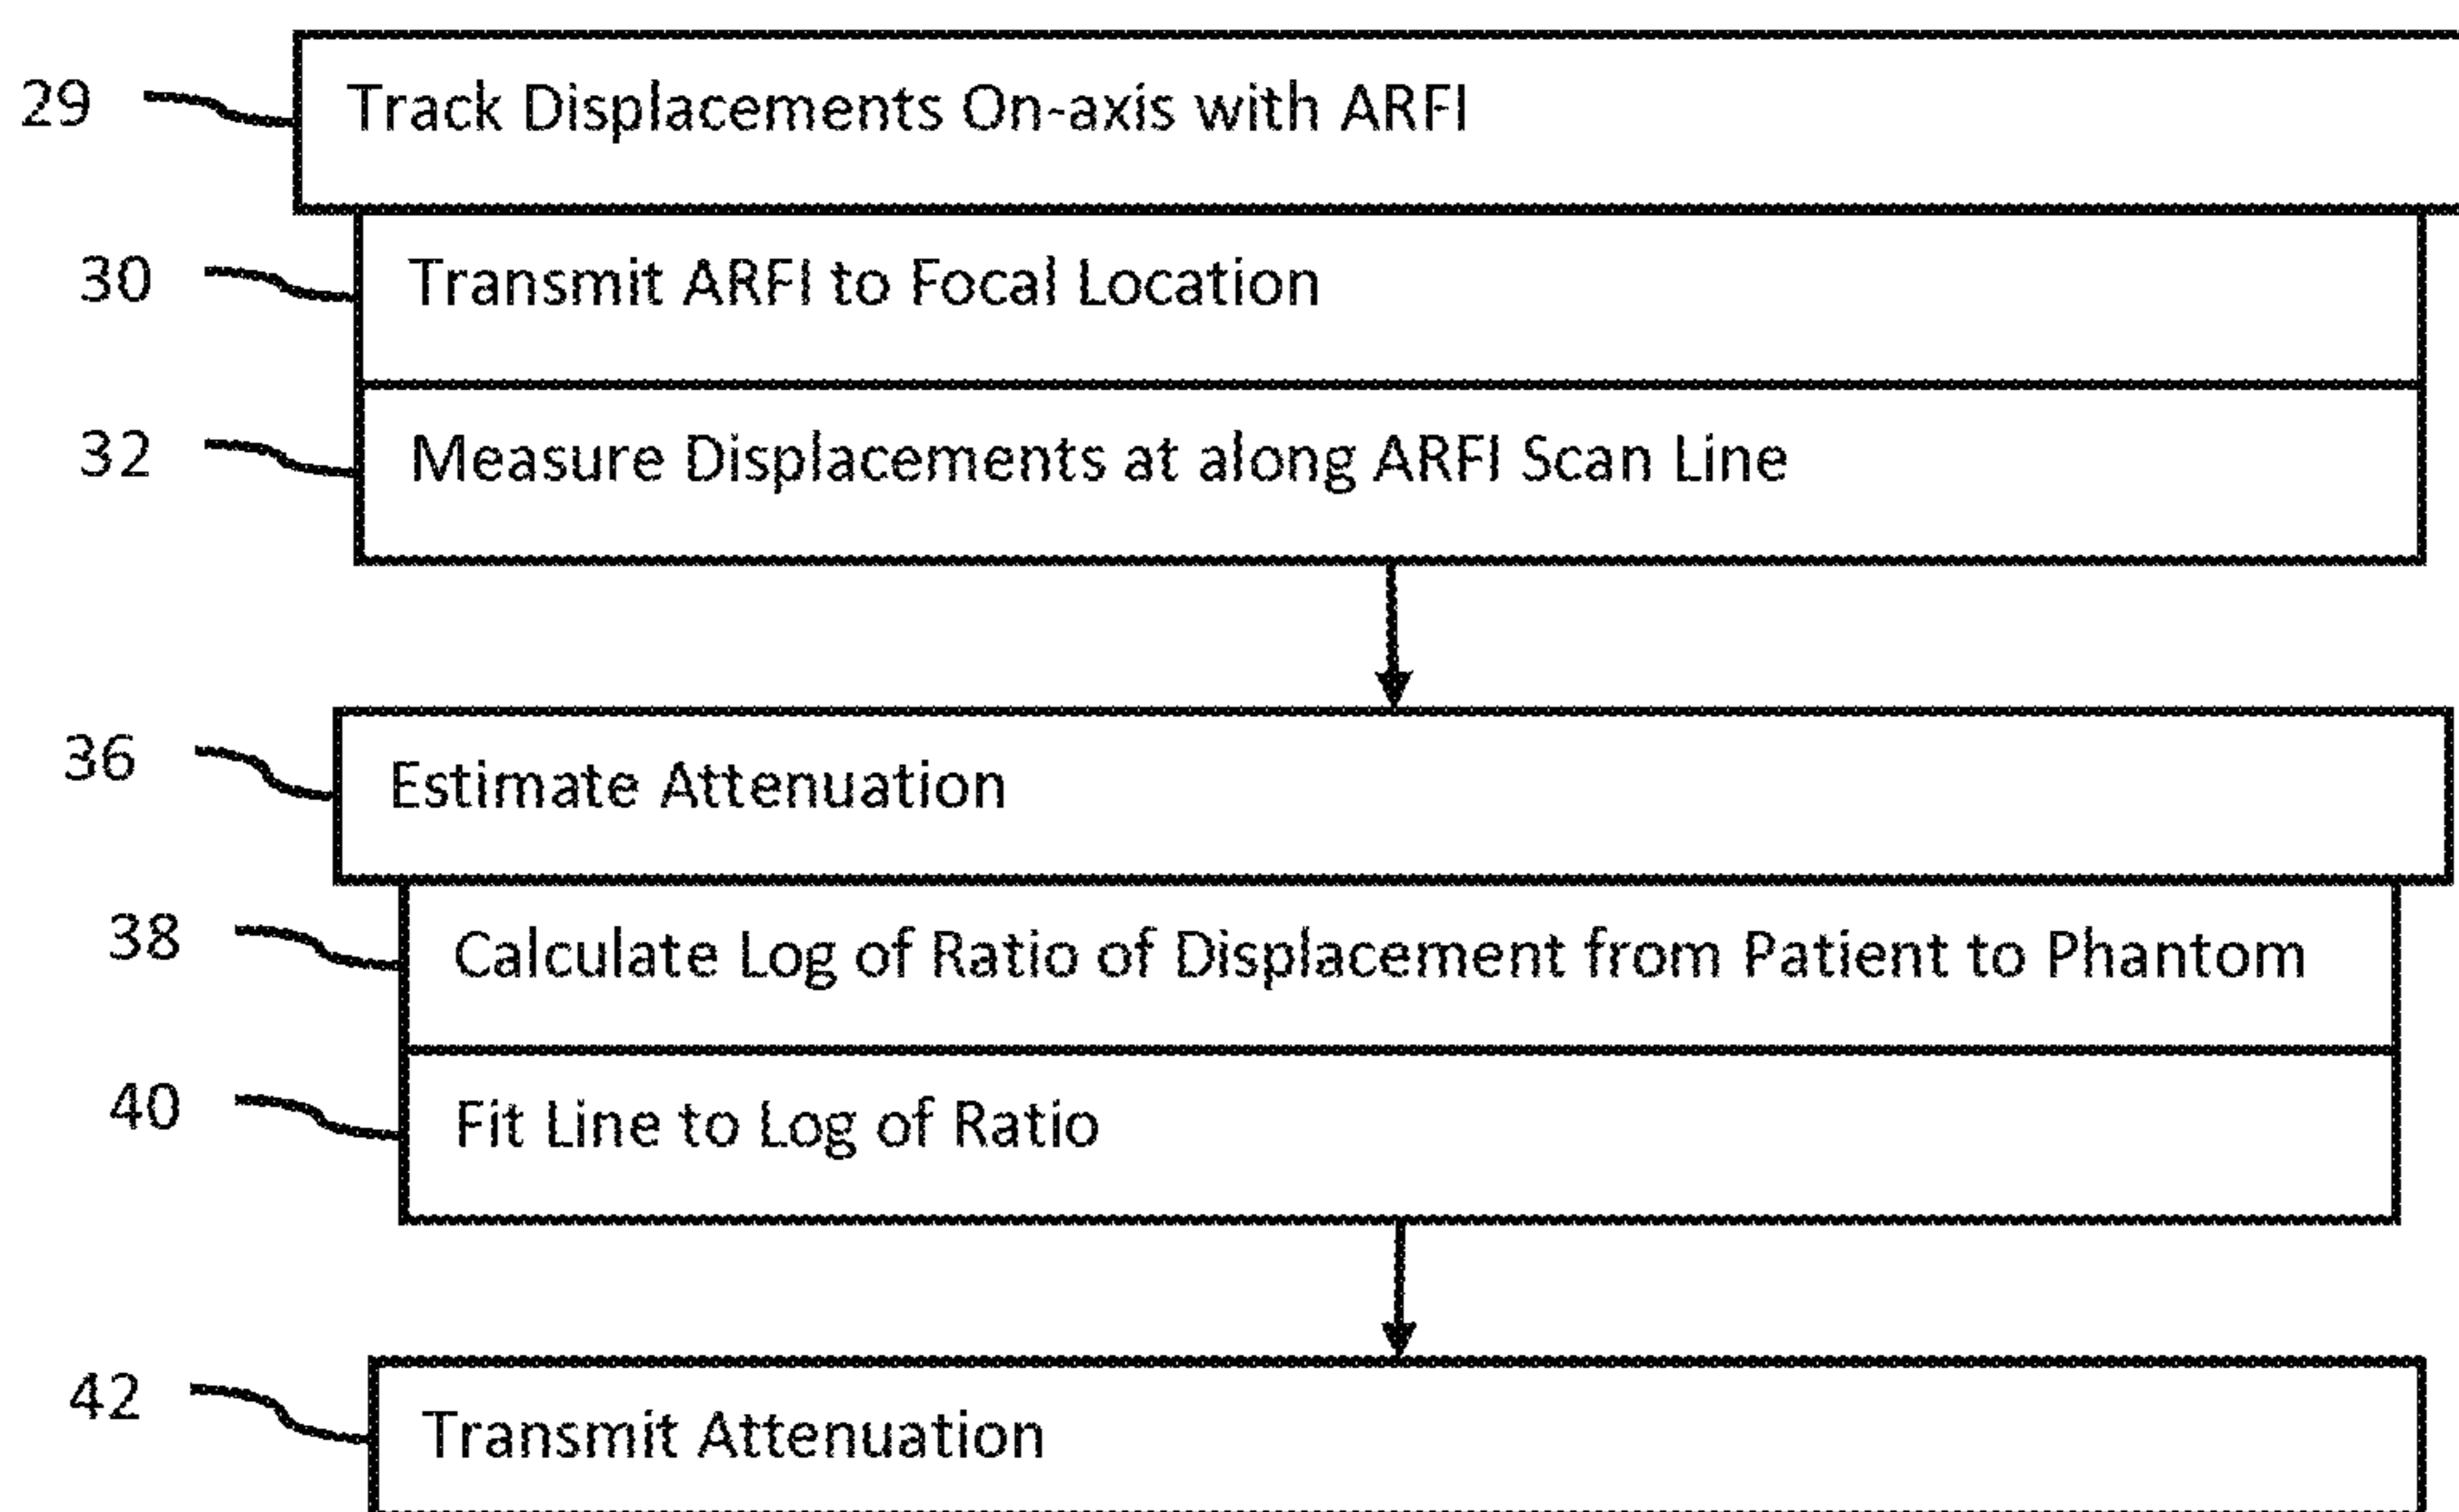 29 Track Displacements On-axis with ARFI
30 Transmit ARFI to Focal Location
32 Measure Displacements at along ARFI Scan Line
36 Estimate Attenuation
38 Calculate Log of Ratio of Displacement from Patient to Phantom
40 Fit Line to Log of Ratio
42 Transmit Attenuation